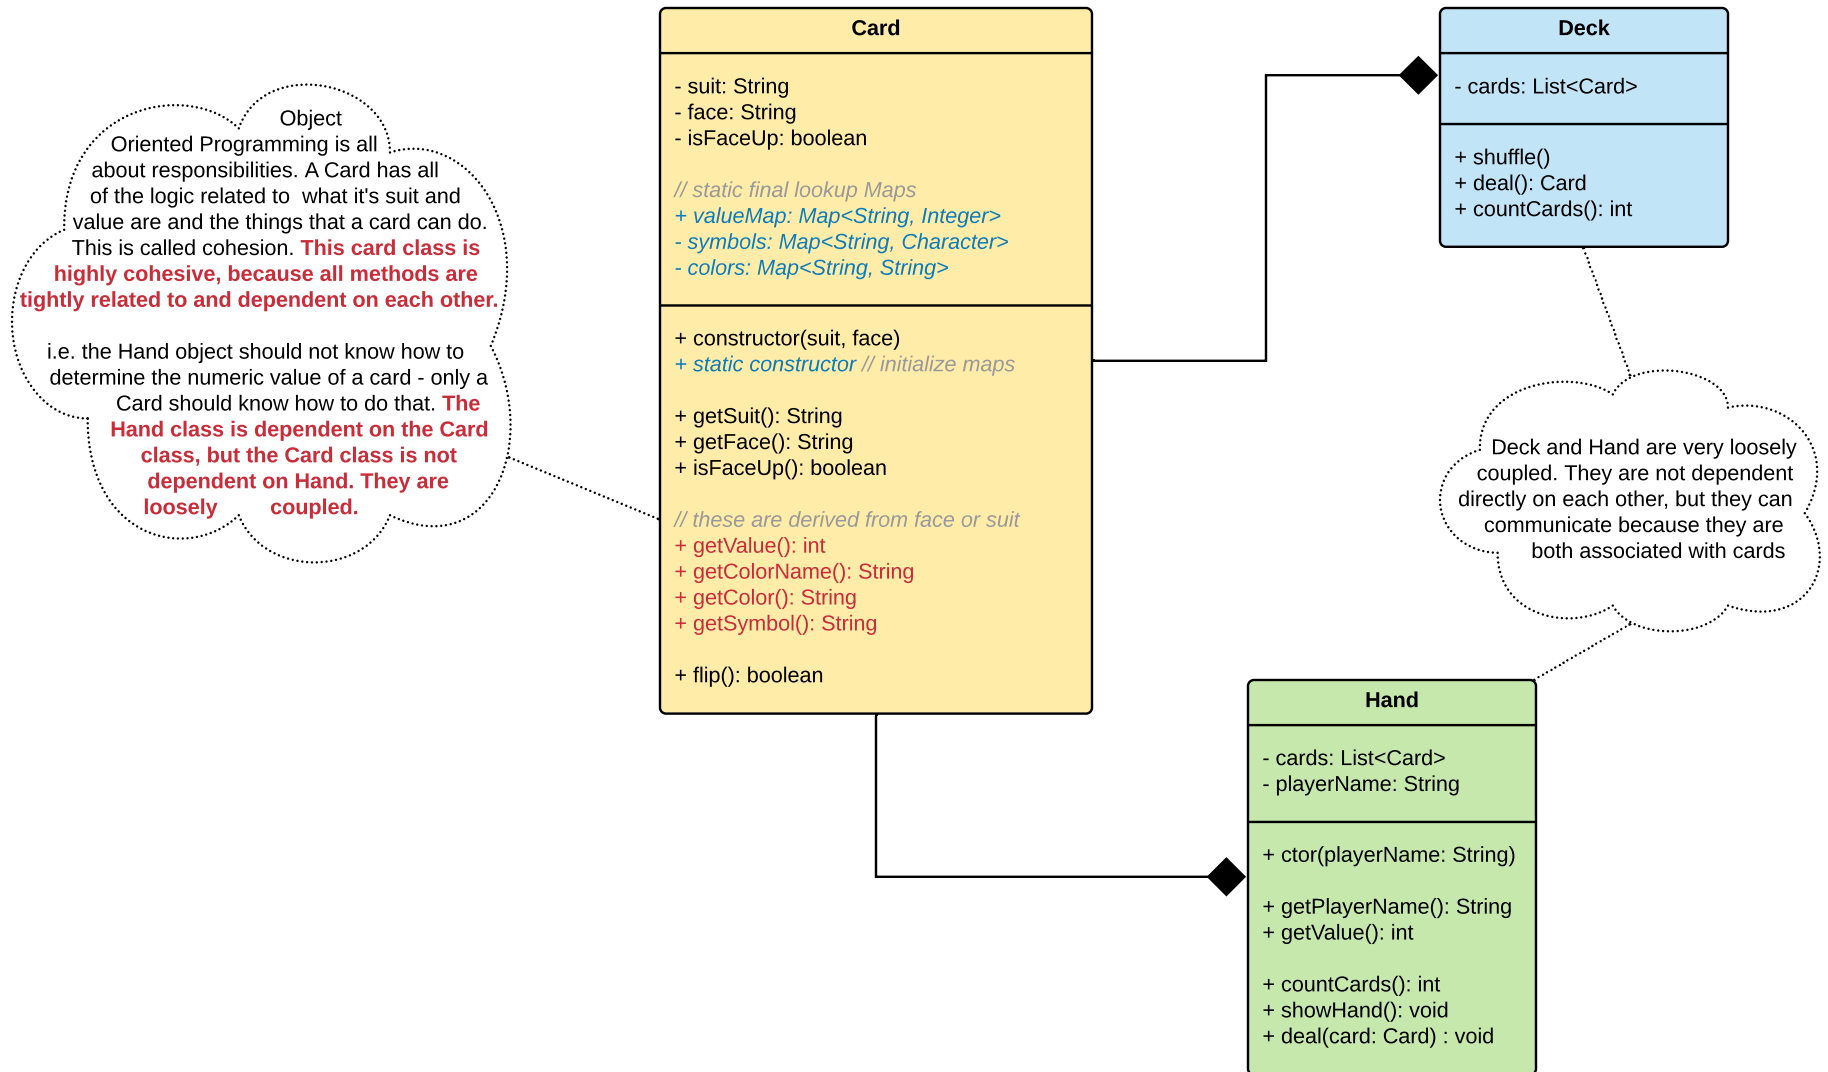 Object
Oriented Programming is all
about responsibilities. A Card has all
of the logic related to  what it's suit and
value are and the things that a card can do.
This is called cohesion. This card class is
highly cohesive, because all methods are
tightly related to and dependent on each other.
i.e. the Hand object should not know how to
determine the numeric value of a card - only a
Card should know how to do that. The
Hand class is dependent on the Card
class, but the Card class is not
dependent on Hand. They are
loosely coupled.
Card
- suit: String
- face: String
- isFaceUp: boolean
// static final lookup Maps
+ valueMap: Map<String, Integer>
- symbols: Map<String, Character>
- colors: Map<String, String>
+ constructor(suit, face)
+ static constructor // initialize maps
+ getSuit(): String
+ getFace(): String
+ isFaceUp(): boolean
// these are derived from face or suit
+ getValue(): int
+ getColorName(): String
+ getColor(): String
+ getSymbol(): String
+ flip(): boolean
Deck
- cards: List<Card>
+ shuffle()
+ deal(): Card
+ countCards(): int
Deck and Hand are very loosely
coupled. They are not dependent
directly on each other, but they can
communicate because they are
both associated with cards
Hand
- cards: List<Card>
- playerName: String
+ ctor(playerName: String)
+ getPlayerName(): String
+ getValue(): int
+ countCards(): int
+ showHand(): void
+ deal(card: Card) : void